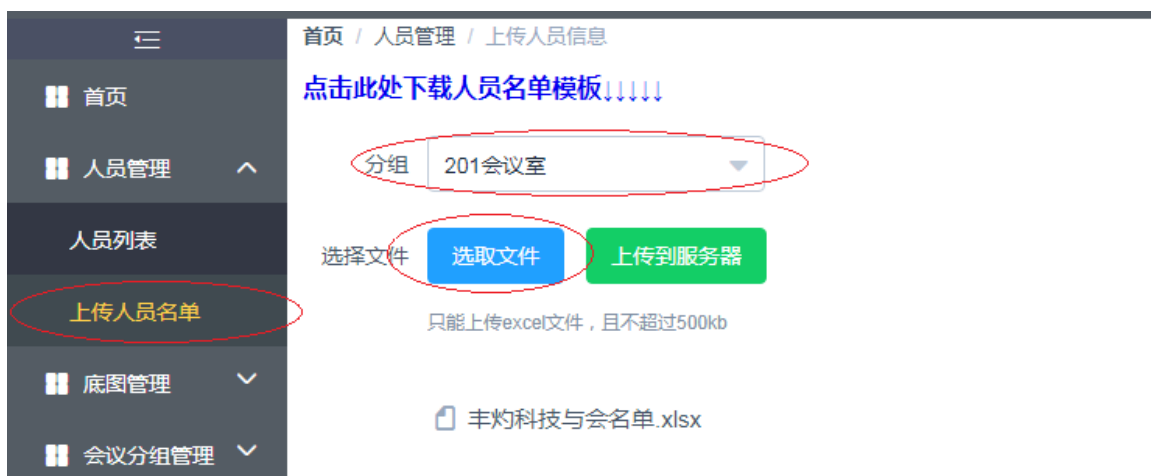 首页 / 人员管理 / 上传人员信息
点击此处下载人员名单模板↓↓↓↓↓
首页
人员管理
人员列表
上传人员名单
底图管理
会议分组管理
分组 201会议室
选择文件 选取文件 上传到服务器
只能上传excel文件，且不超过500kb
丰灼科技与会名单.xlsx